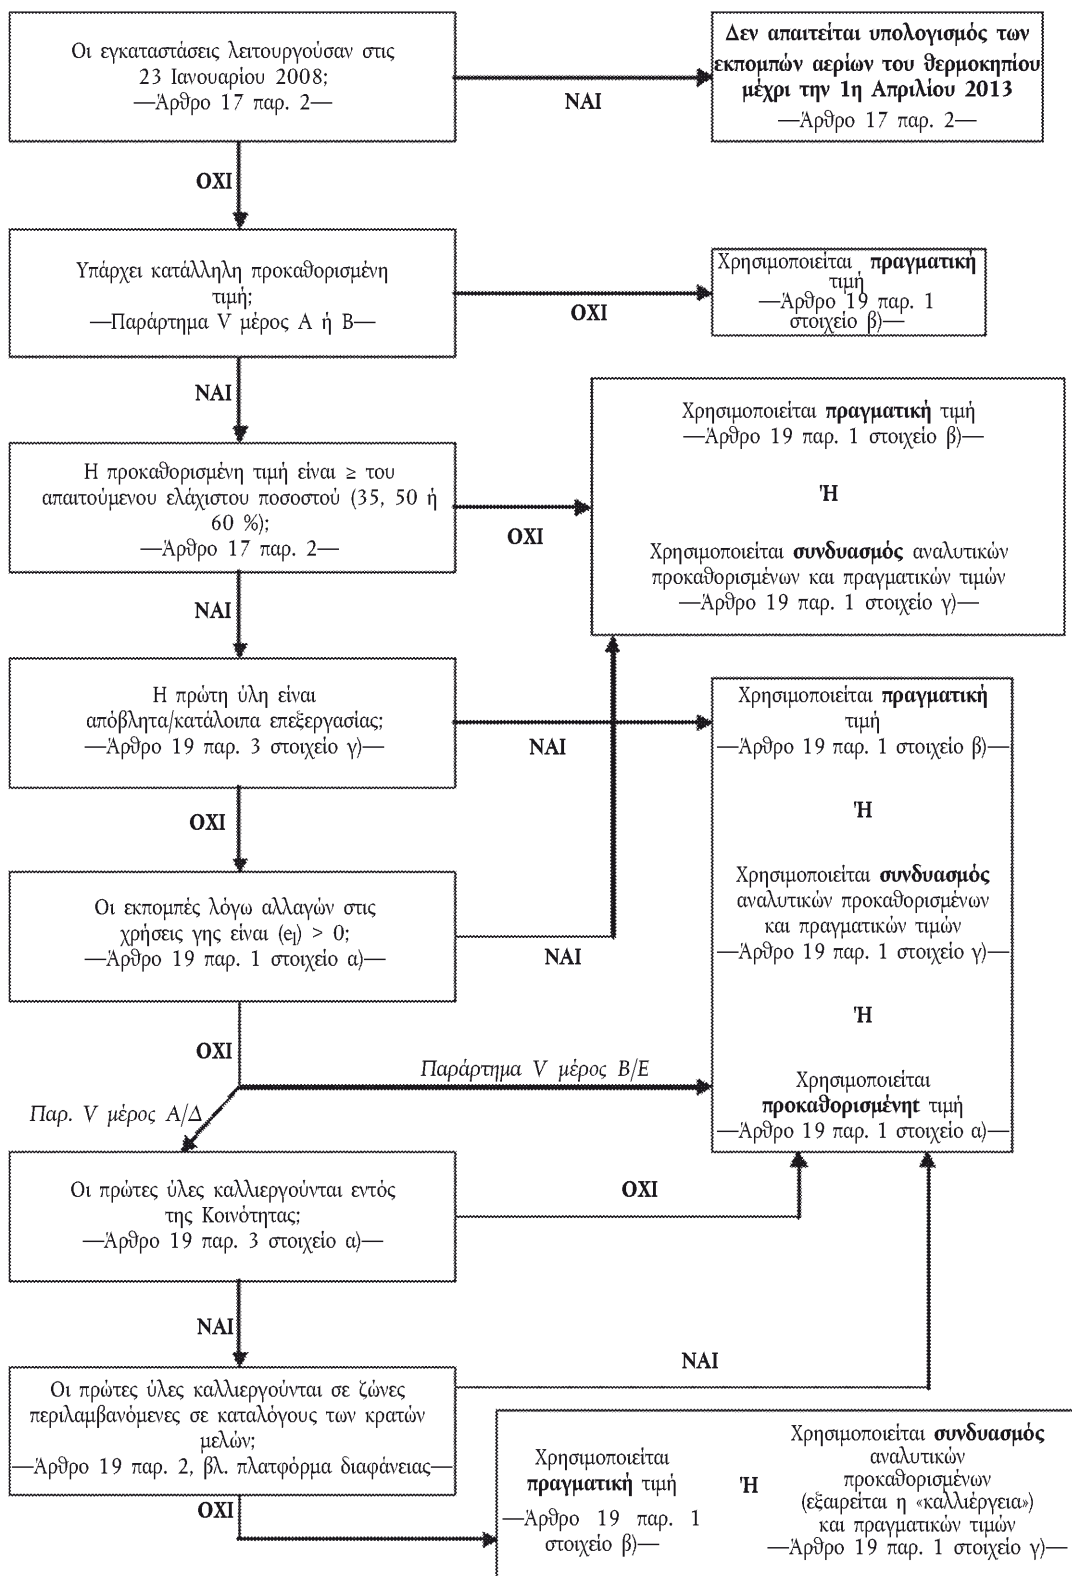 Οι εγκαταστάσεις λειτουργούσαν στις
23 Ιανουαρίου 2008;
—Άρθρο 17 παρ. 2—
ΝΑΙ
Δεν απαιτείται υπολογισμός των
εκπομπών αερίων του θερμοκηπίου
μέχρι την 1η Απριλίου 2013
—Άρθρο 17 παρ. 2—
ΟΧΙ
Υπάρχει κατάλληλη προκαθορισμένη
τιμή;
—Παράρτημα V μέρος Α ή Β—
ΟΧΙ
Χρησιμοποιείται πραγματική
τιμή
—Άρθρο 19 παρ. 1
στοιχείο β)—
ΝΑΙ
Η προκαθορισμένη τιμή είναι ≥ του
απαιτούμενου ελάχιστου ποσοστού (35, 50 ή
60 %);
—Άρθρο 17 παρ. 2—
ΟΧΙ
Χρησιμοποιείται πραγματική τιμή
—Άρθρο 19 παρ. 1 στοιχείο β)—
Ή
Χρησιμοποιείται συνδυασμός αναλυτικών
προκαθορισμένων και πραγματικών τιμών
—Άρθρο 19 παρ. 1 στοιχείο γ)—
ΝΑΙ
Η πρώτη ύλη είναι
απόβλητα/κατάλοιπα επεξεργασίας;
—Άρθρο 19 παρ. 3 στοιχείο γ)—
ΝΑΙ
Χρησιμοποιείται πραγματική
τιμή
—Άρθρο 19 παρ. 1 στοιχείο β)—
Ή
Χρησιμοποιείται συνδυασμός
αναλυτικών προκαθορισμένων
και πραγματικών τιμών
—Άρθρο 19 παρ. 1 στοιχείο γ)—
Ή
Χρησιμοποιείται
προκαθορισμένηt τιμή
—Άρθρο 19 παρ. 1 στοιχείο α)—
ΟΧΙ
Οι εκπομπές λόγω αλλαγών στις
χρήσεις γης είναι (el) > 0;
—Άρθρο 19 παρ. 1 στοιχείο α)—
ΝΑΙ
ΟΧΙ
Παράρτημα V μέρος Β/Ε
Παρ. V μέρος Α/Δ
Οι πρώτες ύλες καλλιεργούνται εντός
της Κοινότητας;
—Άρθρο 19 παρ. 3 στοιχείο α)—
ΟΧΙ
ΝΑΙ
Οι πρώτες ύλες καλλιεργούνται σε ζώνες
περιλαμβανόμενες σε καταλόγους των κρατών
μελών;
—Άρθρο 19 παρ. 2, βλ. πλατφόρμα διαφάνειας—
ΝΑΙ
ΟΧΙ
Χρησιμοποιείται
πραγματική τιμή
—Άρθρο 19 παρ. 1
στοιχείο β)—
Ή
Χρησιμοποιείται συνδυασμός
αναλυτικών
προκαθορισμένων
(εξαιρείται η «καλλιέργεια»)
και πραγματικών τιμών
—Άρθρο 19 παρ. 1 στοιχείο γ)—